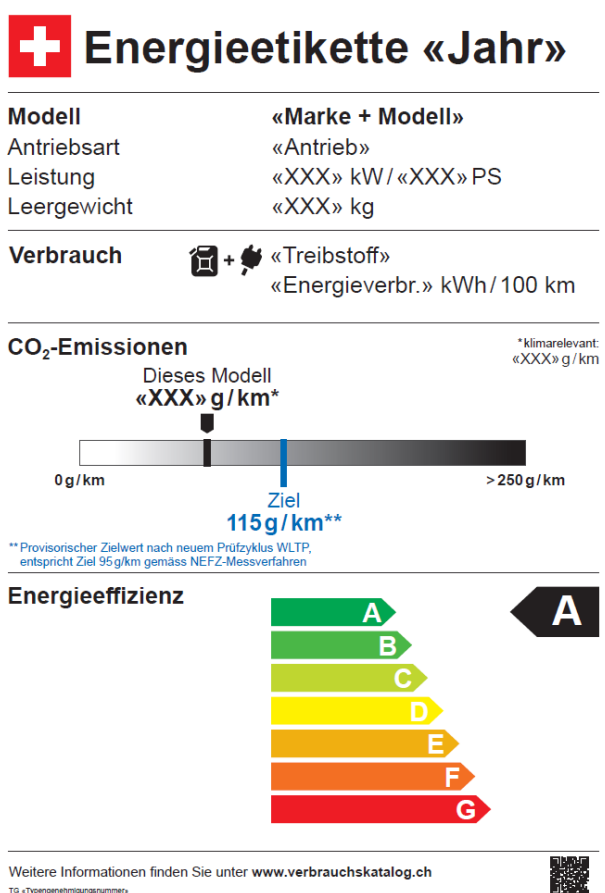 Energieetikette «Jahr»
Modell «Marke + Modell»
Antriebsart «Antrieb»
Leistung «XXX» kW / «XXX» PS
Leergewicht «XXX» kg
Verbrauch + «Treibstoff»
«Energieverbr.» kWh / 100 km
CO₂-Emissionen
*klimarelevant:
«XXX» g / km
Dieses Modell
«XXX» g / km*
0 g / km
> 250 g / km
Ziel
115 g / km**
** Provisorischer Zielwert nach neuem Prüfzyklus WLTP,
entspricht Ziel 95 g/km gemäss NEFZ-Messverfahren
Energieeffizienz
A
A
B
C
D
E
F
G
Weitere Informationen finden Sie unter www.verbrauchskatalog.ch
TG «Typengenehmigungsnummer»